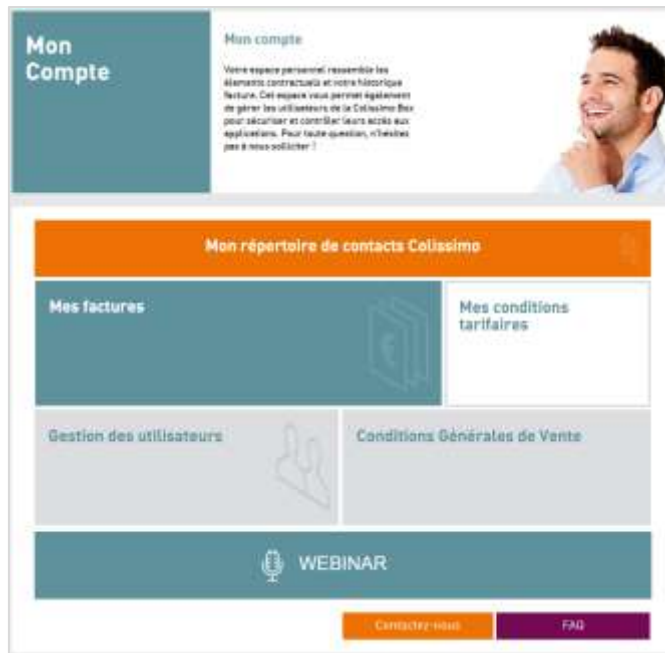 Mon
Compte
Mon compte
Votre espace personnel rassemble les
éléments contractuels et votre historique
facture. Cet espace vous permet également
de gérer les utilisateurs de la Colissimo Box
pour sécuriser et contrôler leurs accès aux
applications. Pour toute question, n'hésitez
pas à nous solliciter !
Mon répertoire de contacts Colissimo
Mes factures
Mes conditions
tarifaires
Gestion des utilisateurs
Conditions Générales de Vente
WEBINAR
Contactez-nous
FAQ